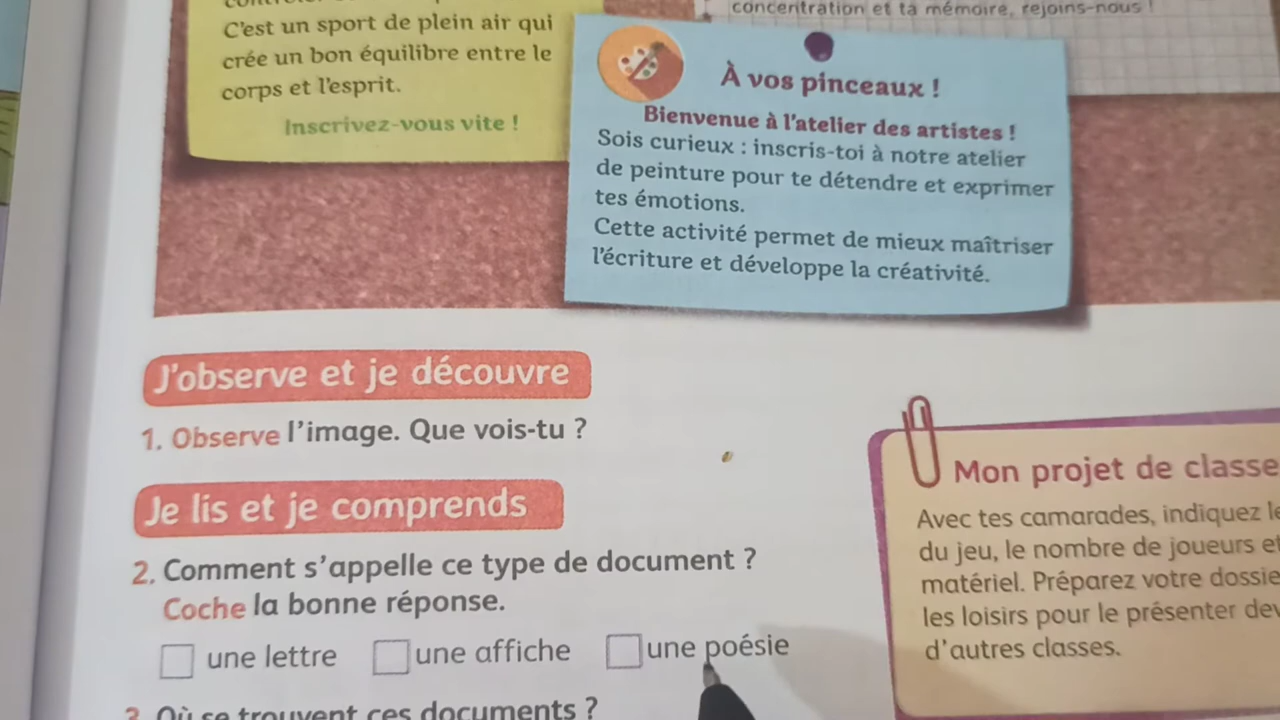 C'est un sport de plein air qui
crée un bon équilibre entre le
corps et l'esprit.
Inscrivez-vous vite !
concentration et ta mémoire, rejoins-nous !
À vos pinceaux !
Bienvenue à l'atelier des artistes !
Sois curieux : inscris-toi à notre atelier
de peinture pour te détendre et exprimer
tes émotions.
Cette activité permet de mieux maîtriser
l'écriture et développe la créativité.
J'observe et je découvre
1. Observe l'image. Que vois-tu ?
Je lis et je comprends
2. Comment s'appelle ce type de document ?
Coche la bonne réponse.
une lettre une affiche une poésie
3. Où se trouvent ces documents ?
Mon projet de classe
Avec tes camarades, indiquez
du jeu, le nombre de joueurs et
matériel. Préparez votre
les loisirs pour le présenter
d'autres classes.